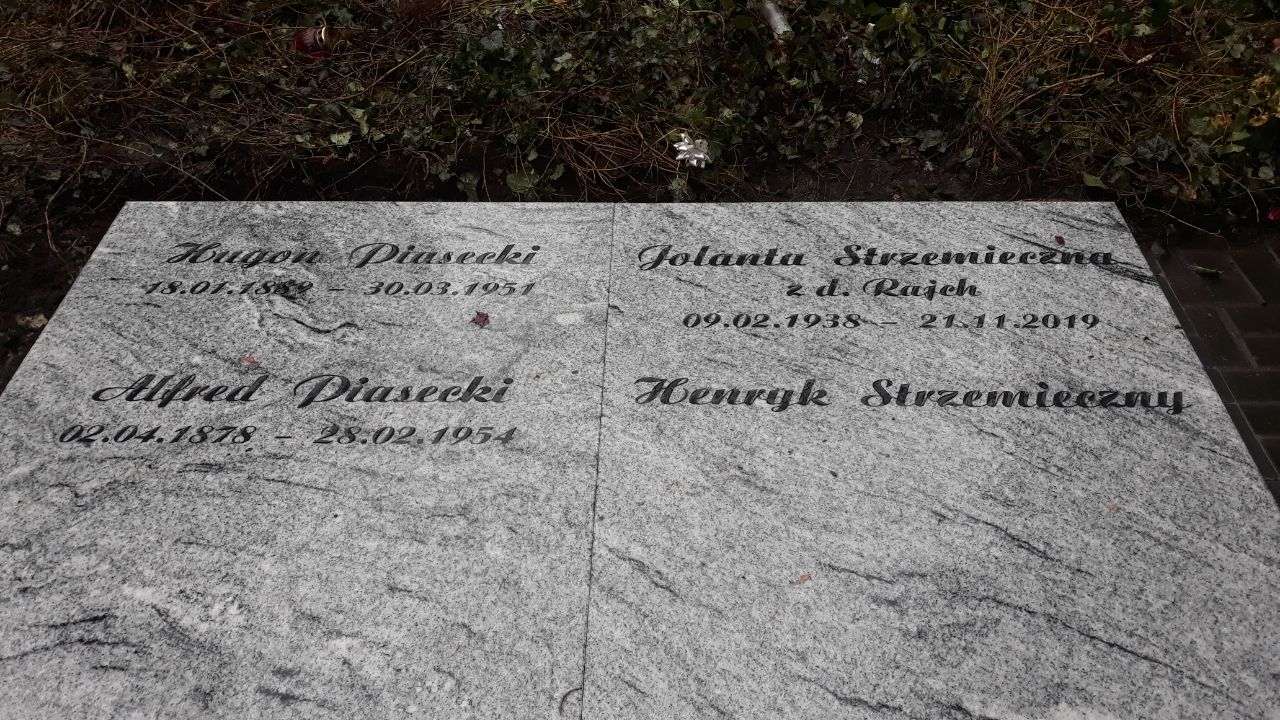 Hugon Piasecki
18.01.1889 - 30.03.1951
Alfred Piasecki
02.04.1878 - 28.02.1954
Jolanta Strzemieczna
z d. Rajch
09.02.1938 - 21.11.2019
Henryk Strzemieczny